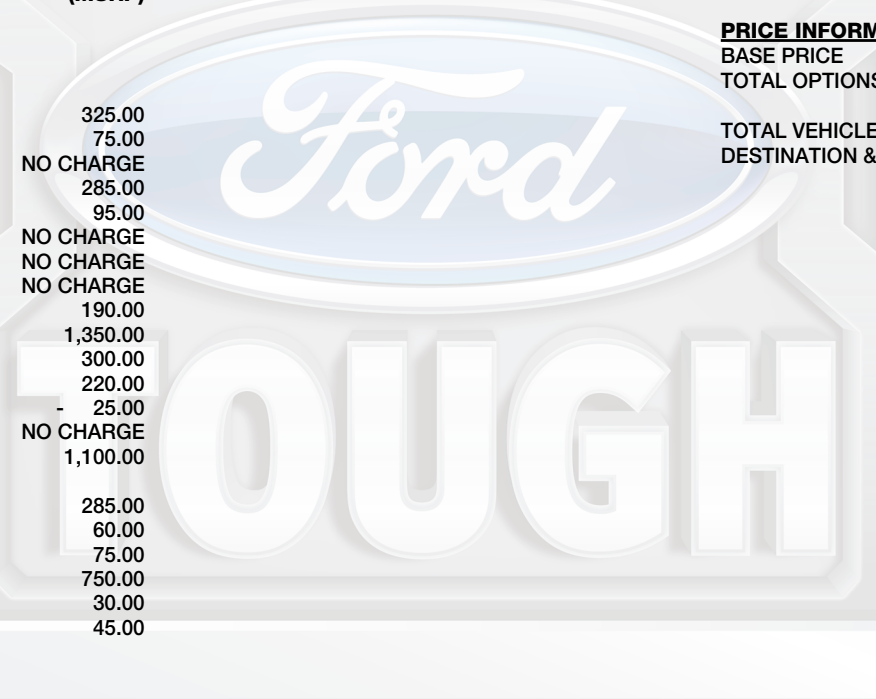 325.00
75.00
NO CHARGE
285.00
95.00
NO CHARGE
NO CHARGE
NO CHARGE
190.00
1,350.00
300.00
220.00
- 25.00
NO CHARGE
1,100.00
285.00
60.00
75.00
750.00
30.00
45.00
PRICE INFORM
BASE PRICE
TOTAL OPTIONS
TOTAL VEHICLE
DESTINATION &
Ford
TOUGH